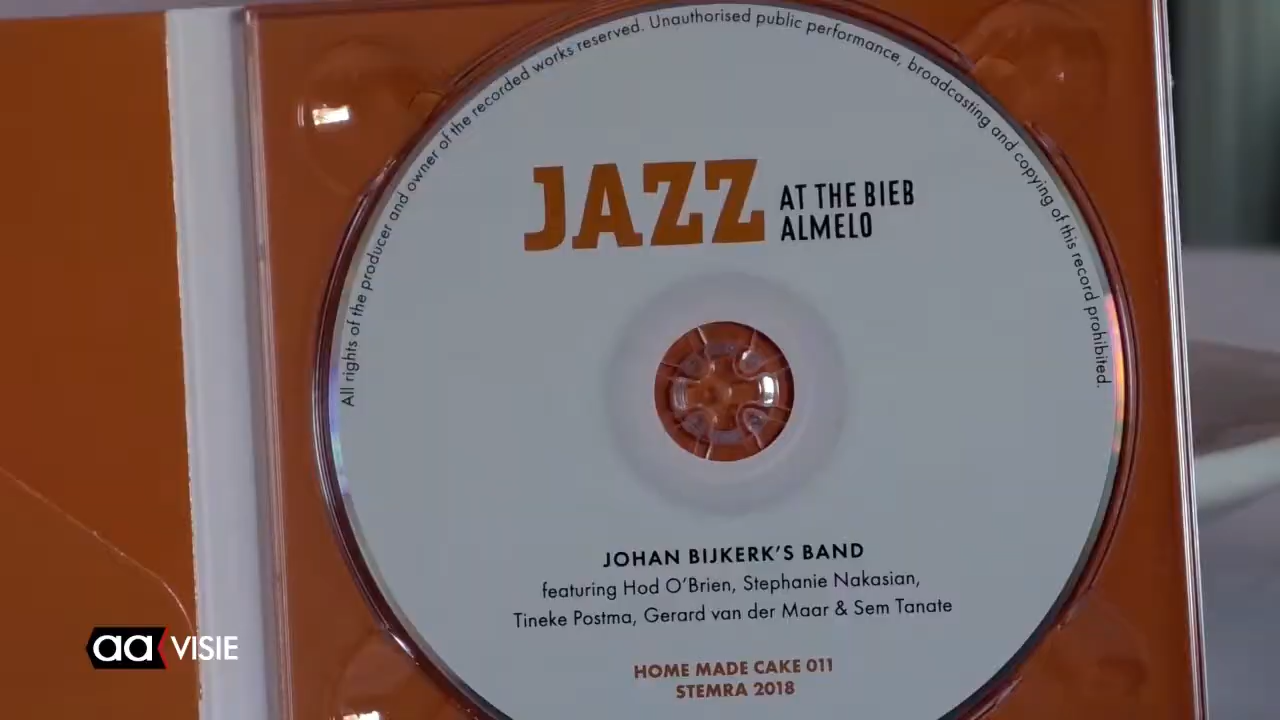 All rights of the producer and owner of the recorded works reserved. Unauthorised public performance, broadcasting and copying of this record prohibited.
JAZZ
AT THE BIEB
ALMELO
JOHAN BIJKERK'S BAND
featuring Hod O'Brien, Stephanie Nakasian,
Tineke Postma, Gerard van der Maar & Sem Tanate
HOME MADE CAKE 011
STEMRA 2018
aa VISIE